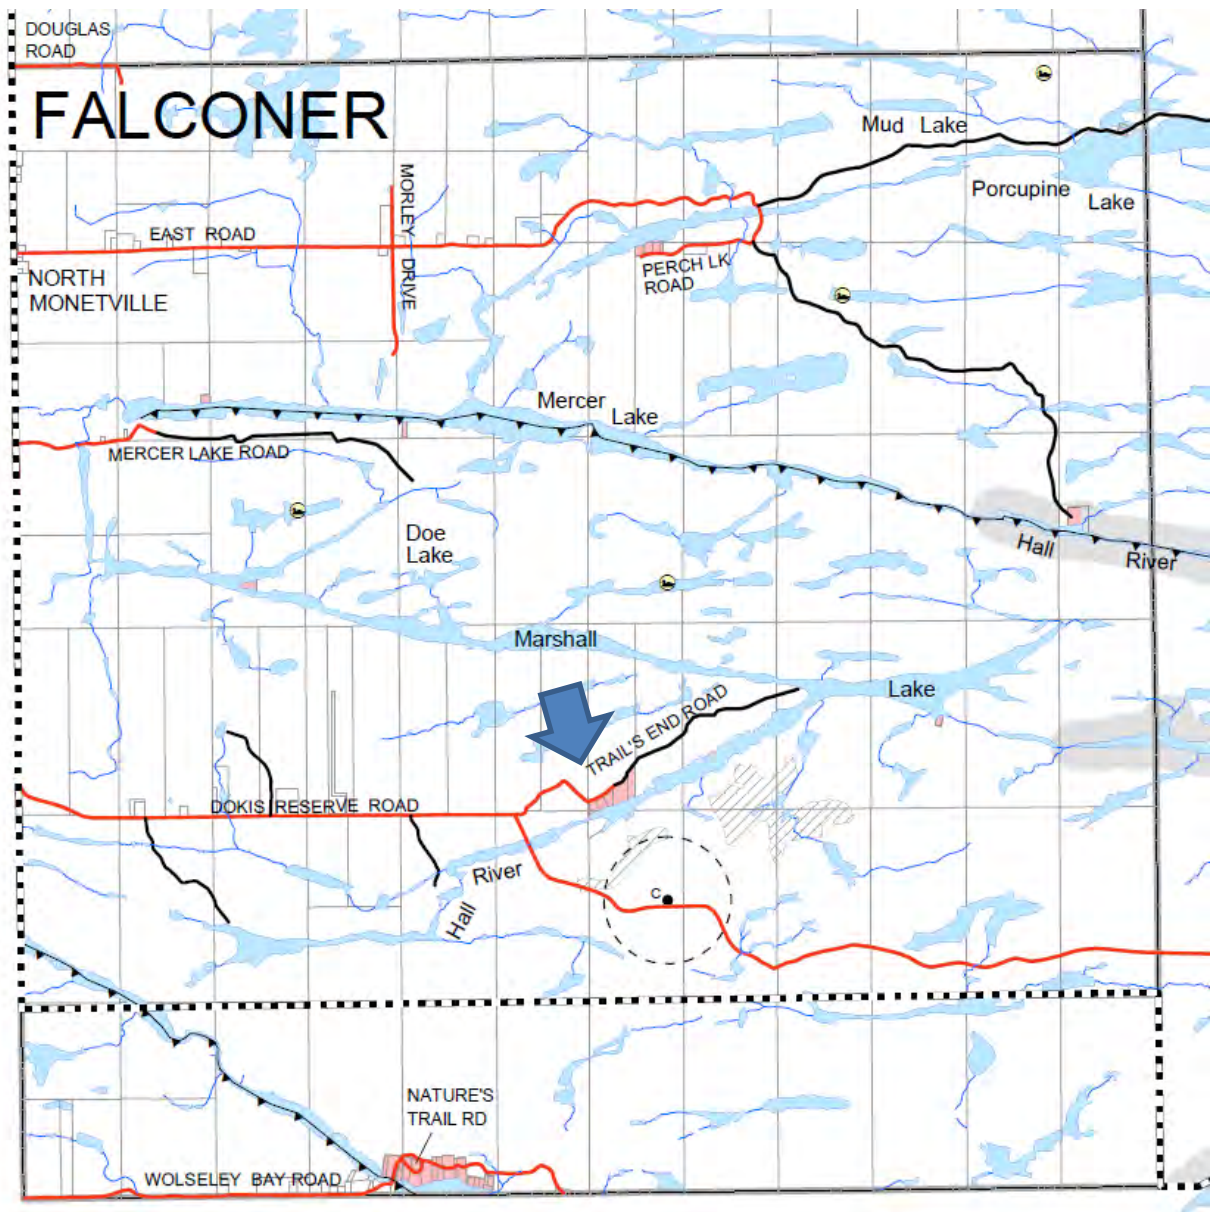 DOUGLAS
ROAD
FALCONER
Mud Lake
Porcupine
Lake
MORLEY DRIVE
EAST ROAD
PERCH LK
ROAD
NORTH
MONETVILLE
Mercer
Lake
MERCER LAKE ROAD
Doe
Lake
Hall
River
Marshall
Lake
TRAIL'S END ROAD
DOKIS RESERVE ROAD
River
Hall
C
NATURE'S
TRAIL RD
WOLSELEY BAY ROAD